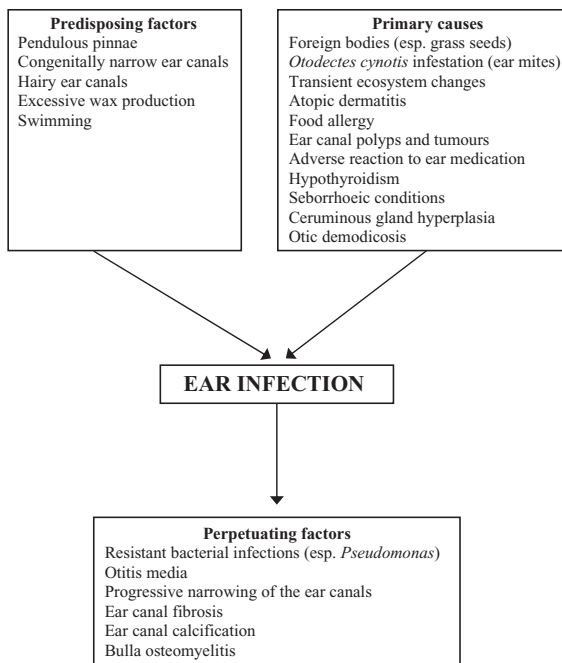 Predisposing factors
Pendulous pinnae
Congenitally narrow ear canals
Hairy ear canals
Excessive wax production
Swimming
Primary causes
Foreign bodies (esp. grass seeds)
Otodectes cynotis infestation (ear mites)
Transient ecosystem changes
Atopic dermatitis
Food allergy
Ear canal polyps and tumours
Adverse reaction to ear medication
Hypothyroidism
Seborrhoeic conditions
Ceruminous gland hyperplasia
Otic demodicosis
EAR INFECTION
Perpetuating factors
Resistant bacterial infections (esp. Pseudomonas)
Otitis media
Progressive narrowing of the ear canals
Ear canal fibrosis
Ear canal calcification
Bulla osteomyelitis